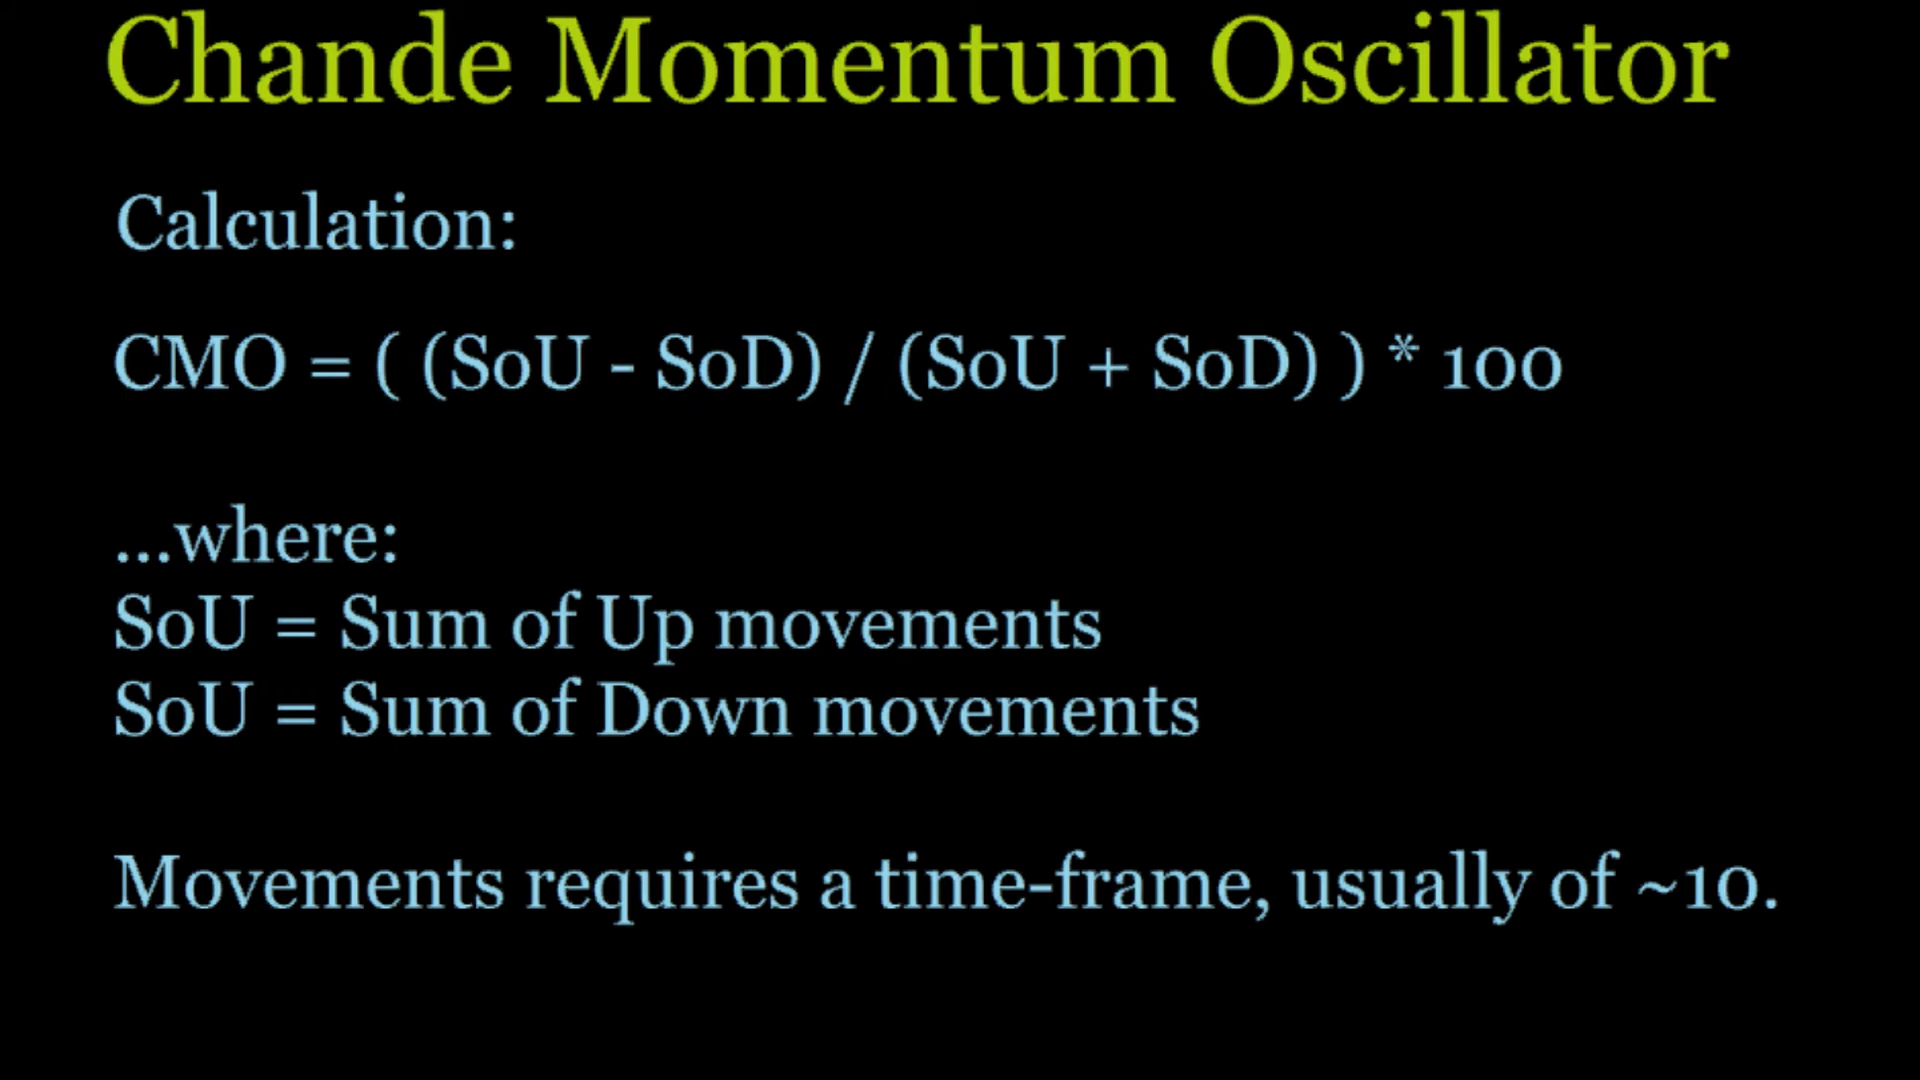 Chande Momentum Oscillator
Calculation:
CMO = ( (SoU - SoD) / (SoU + SoD) ) * 100
...where:
SoU = Sum of Up movements
SoU = Sum of Down movements
Movements requires a time-frame, usually of ~10.